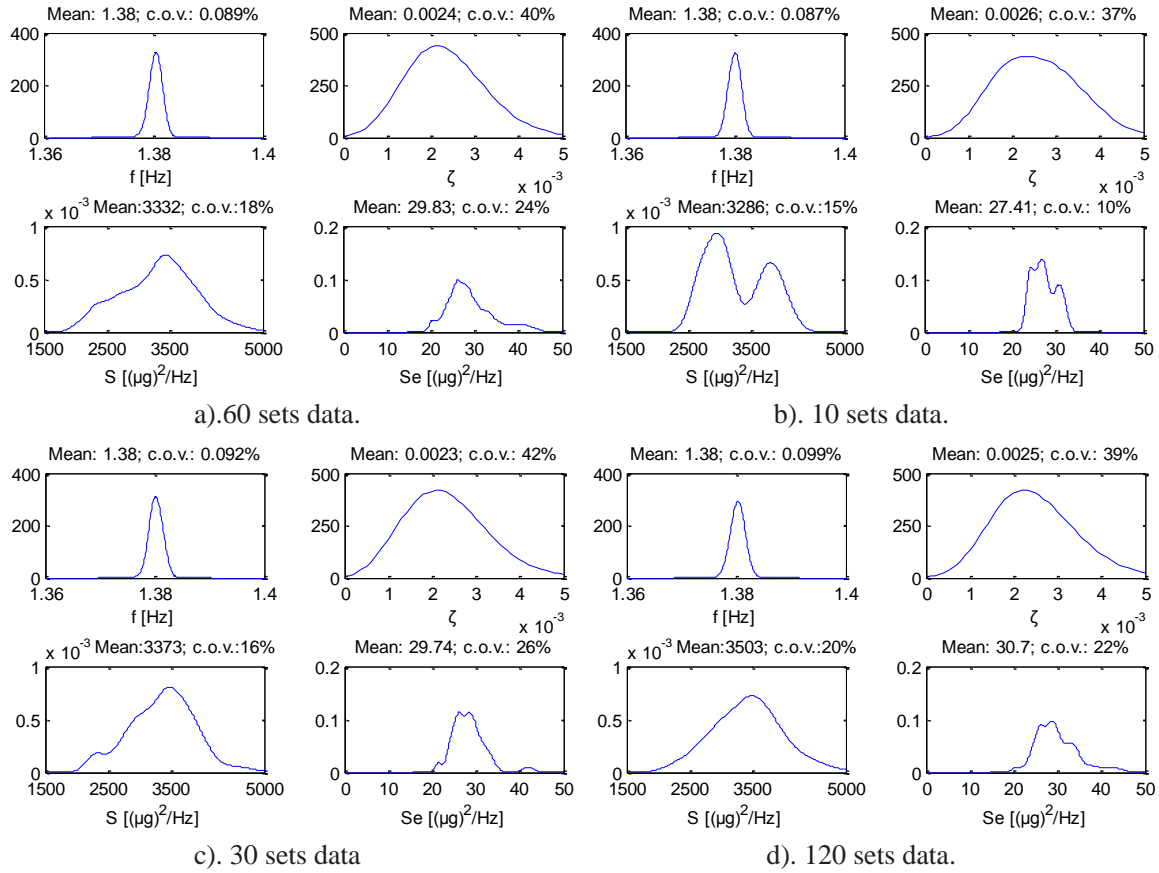 Mean: 1.38; c.o.v.: 0.089%
400
200
0
1.36 1.38 1.4
f [Hz]
Mean: 0.0024; c.o.v.: 40%
500
250
0
0 1 2 3 4 5
ζ
x 10-3
x 10-3 Mean:3332; c.o.v.:18%
1
0.5
0
1500 2500 3500 5000
S [(μg)2/Hz]
Mean: 29.83; c.o.v.: 24%
0.2
0.1
0
0 10 20 30 40 50
Se [(μg)2/Hz]
a).60 sets data.
Mean: 1.38; c.o.v.: 0.087%
400
200
0
1.36 1.38 1.4
f [Hz]
Mean: 0.0026; c.o.v.: 37%
500
250
0
0 1 2 3 4 5
ζ
x 10-3
x 10-3 Mean:3286; c.o.v.:15%
1
0.5
0
1500 2500 3500 5000
S [(μg)2/Hz]
Mean: 27.41; c.o.v.: 10%
0.2
0.1
0
0 10 20 30 40 50
Se [(μg)2/Hz]
b). 10 sets data.
Mean: 1.38; c.o.v.: 0.092%
400
200
0
1.36 1.38 1.4
f [Hz]
Mean: 0.0023; c.o.v.: 42%
500
250
0
0 1 2 3 4 5
ζ
x 10-3
x 10-3 Mean:3373; c.o.v.:16%
1
0.5
0
1500 2500 3500 5000
S [(μg)2/Hz]
Mean: 29.74; c.o.v.: 26%
0.2
0.1
0
0 10 20 30 40 50
Se [(μg)2/Hz]
c). 30 sets data
Mean: 1.38; c.o.v.: 0.099%
400
200
0
1.36 1.38 1.4
f [Hz]
Mean: 0.0025; c.o.v.: 39%
500
250
0
0 1 2 3 4 5
ζ
x 10-3
x 10-3 Mean:3503; c.o.v.:20%
1
0.5
0
1500 2500 3500 5000
S [(μg)2/Hz]
Mean: 30.7; c.o.v.: 22%
0.2
0.1
0
0 10 20 30 40 50
Se [(μg)2/Hz]
d). 120 sets data.